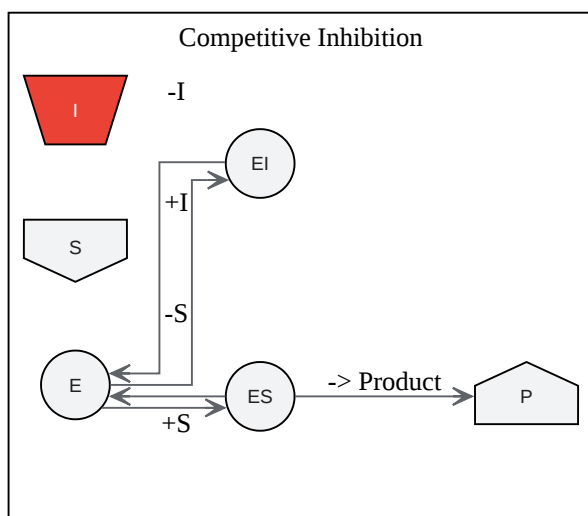 Competitive Inhibition
I
-I
EI
+I
S
-S
E
ES
-> Product
P
+S